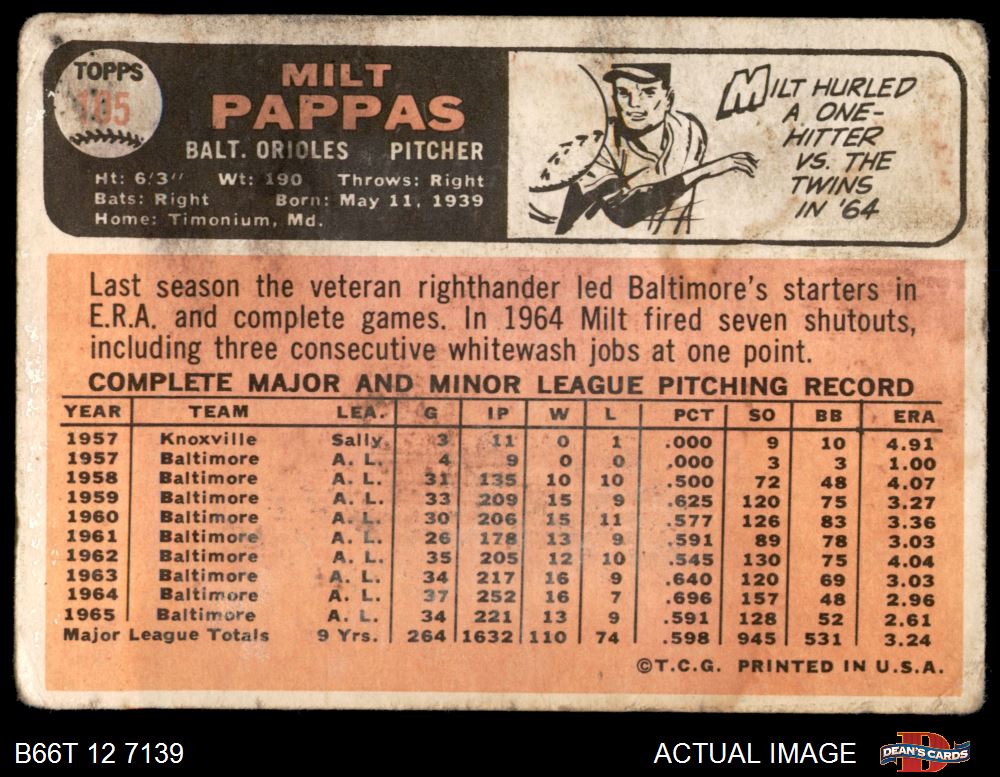 TOPPS
105
MILT
PAPPAS
BALT. ORIOLES PITCHER
Ht: 6'3" Wt: 190 Throws: Right
Bats: Right Born: May 11, 1939
Home: Timonium, Md.
MILT HURLED
A ONE-
HITTER
VS. THE
TWINS
IN '64
Last season the veteran righthander led Baltimore's starters in
E.R.A. and complete games. In 1964 Milt fired seven shutouts,
including three consecutive whitewash jobs at one point.
COMPLETE MAJOR AND MINOR LEAGUE PITCHING RECORD
YEAR TEAM LEA. G IP W L PCT SO BB ERA
1957 Knoxville Sally. 3 11 0 1 .000 9 10 4.91
1957 Baltimore A. L. 4 9 0 0 .000 3 3 1.00
1958 Baltimore A. L. 31 135 10 10 .500 72 48 4.07
1959 Baltimore A. L. 33 209 15 9 .625 120 75 3.27
1960 Baltimore A. L. 30 206 15 11 .577 126 83 3.36
1961 Baltimore A. L. 26 178 13 9 .591 89 78 3.03
1962 Baltimore A. L. 35 205 12 10 .545 130 75 4.04
1963 Baltimore A. L. 34 217 16 9 .640 120 69 3.03
1964 Baltimore A. L. 37 252 16 7 .696 157 48 2.96
1965 Baltimore A. L. 34 221 13 9 .591 128 52 2.61
Major League Totals 9 Yrs. 264 1632 110 74 .598 945 531 3.24
©T.C.G. PRINTED IN U.S.A.
B66T 12 7139
ACTUAL IMAGE
DEAN'S CARDS